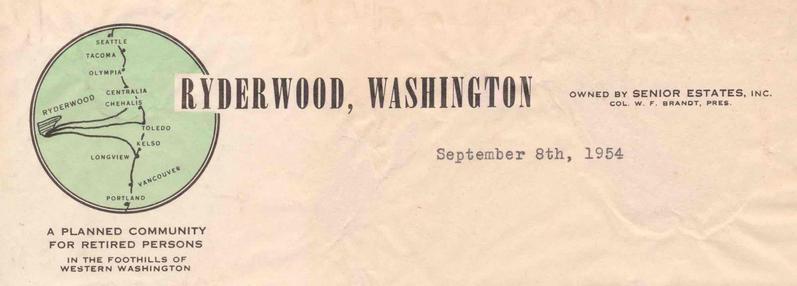 SEATTLE
TACOMA
OLYMPIA
CENTRALIA
CHEHALIS
RYDERWOOD
TOLEDO
KELSO
LONGVIEW
VANCOUVER
PORTLAND
RYDERWOOD, WASHINGTON
OWNED BY SENIOR ESTATES, INC.
COL. W. F. BRANDT, PRES.
September 8th, 1954
A PLANNED COMMUNITY
FOR RETIRED PERSONS
IN THE FOOTHILLS OF
WESTERN WASHINGTON